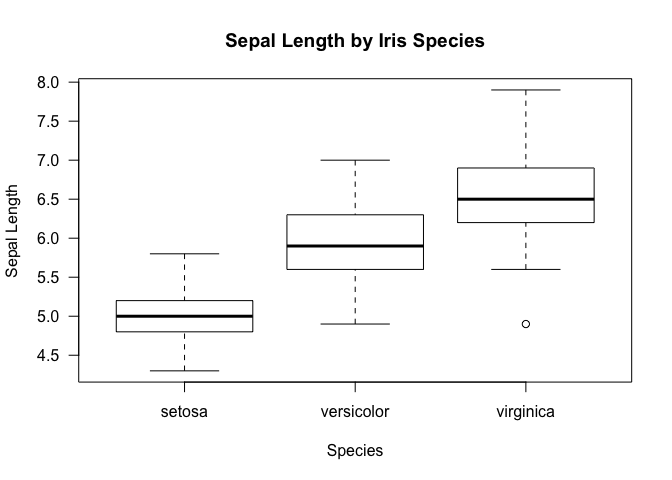 Sepal Length by Iris Species
Sepal Length
8.0
7.5
7.0
6.5
6.0
5.5
5.0
4.5
setosa versicolor virginica
Species